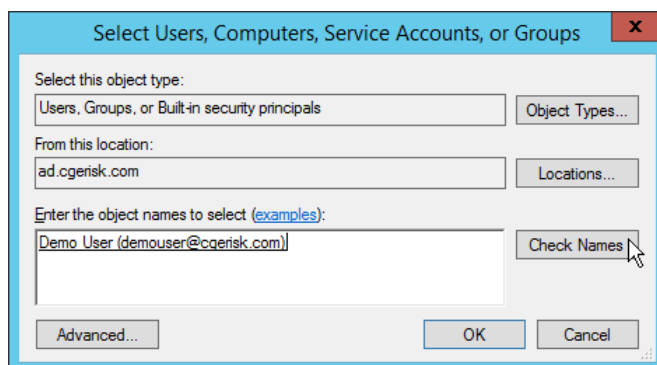 Select Users, Computers, Service Accounts, or Groups
x
Select this object type:
Users, Groups, or Built-in security principals
Object Types...
From this location:
ad.cgerisk.com
Locations...
Enter the object names to select (examples):
Demo User (demouser@cgerisk.com)
Check Names
Advanced...
OK
Cancel